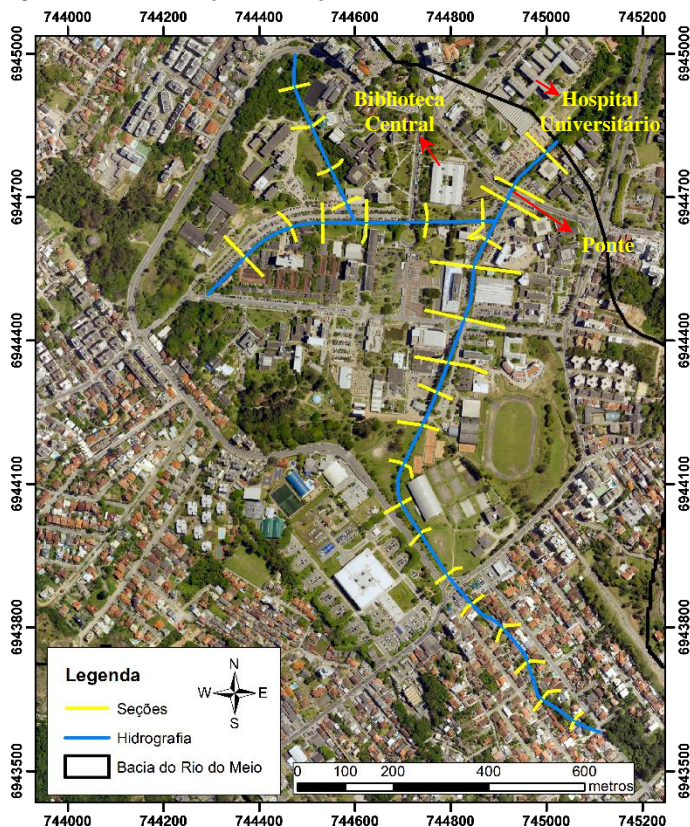 744000 744200 744400 744600 744800 745000 745200
6945000 6945000
Biblioteca
Central
Hospital
Universitário
6944700 6944700
Ponte
6944400 6944400
6944100 6944100
6943800 6943800
Legenda
N
W E
S
Seções
Hidrografia
Bacia do Rio do Meio
0 100 200 400 600
metros
6943500 6943500
744000 744200 744400 744600 744800 745000 745200